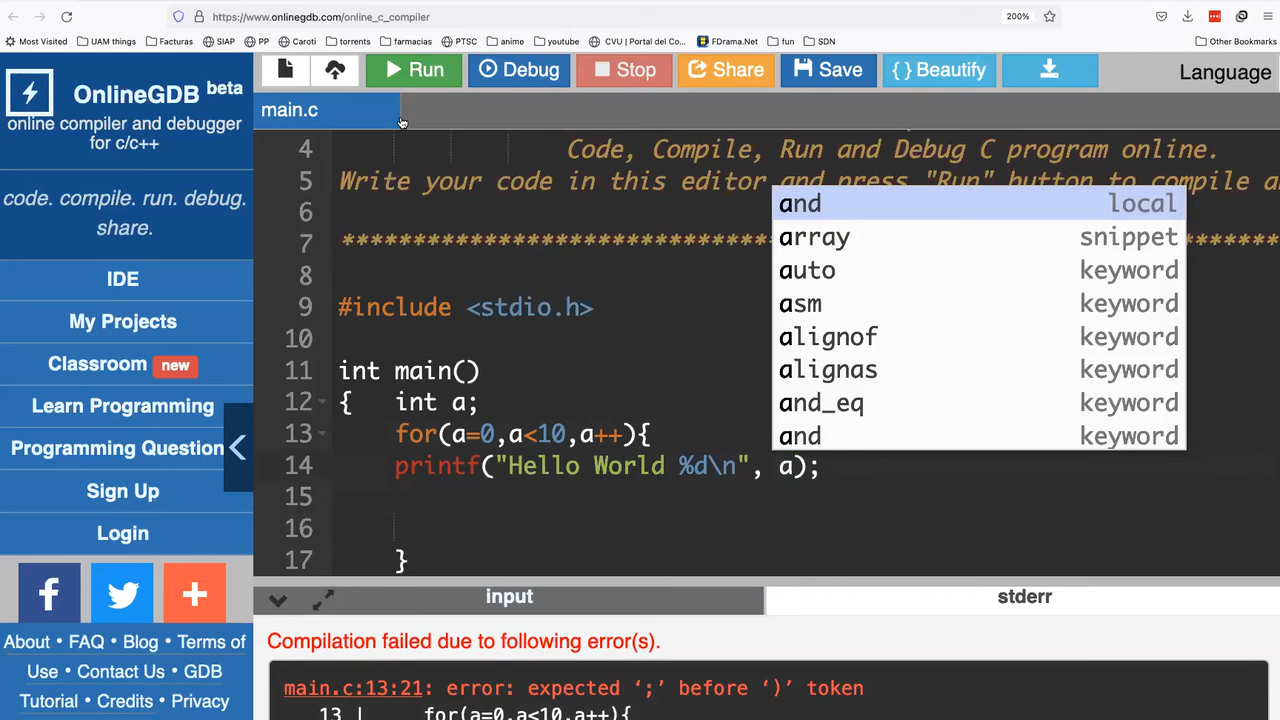 https://www.onlinegdb.com/online_c_compiler
200%
Most Visited UAM things Facturas SIAP PP Caroti torrents farmacias PTSC anime youtube CVU | Portal del Co... FDrama.Net fun SDN Other Bookmarks
OnlineGDB beta
online compiler and debugger
for c/c++
code. compile. run. debug.
share.
IDE
My Projects
Classroom new
Learn Programming
Programming Question
Sign Up
Login
About • FAQ • Blog • Terms of
Use • Contact Us • GDB
Tutorial • Credits • Privacy
Run Debug Stop Share Save { } Beautify Language
main.c
4 Code, Compile, Run and Debug C program online.
5 Write your code in this editor and press "Run" button to compile a
6
7 ******************************
8
9 #include <stdio.h>
10
11 int main()
12 { int a;
13 for(a=0,a<10,a++){
14 printf("Hello World %d\n", a);
15
16
17 }
and local
array snippet
auto keyword
asm keyword
alignof keyword
alignas keyword
and_eq keyword
and keyword
input stderr
Compilation failed due to following error(s).
main.c:13:21: error: expected ‘;’ before ‘)’ token
13 | for(a=0,a<10,a++){